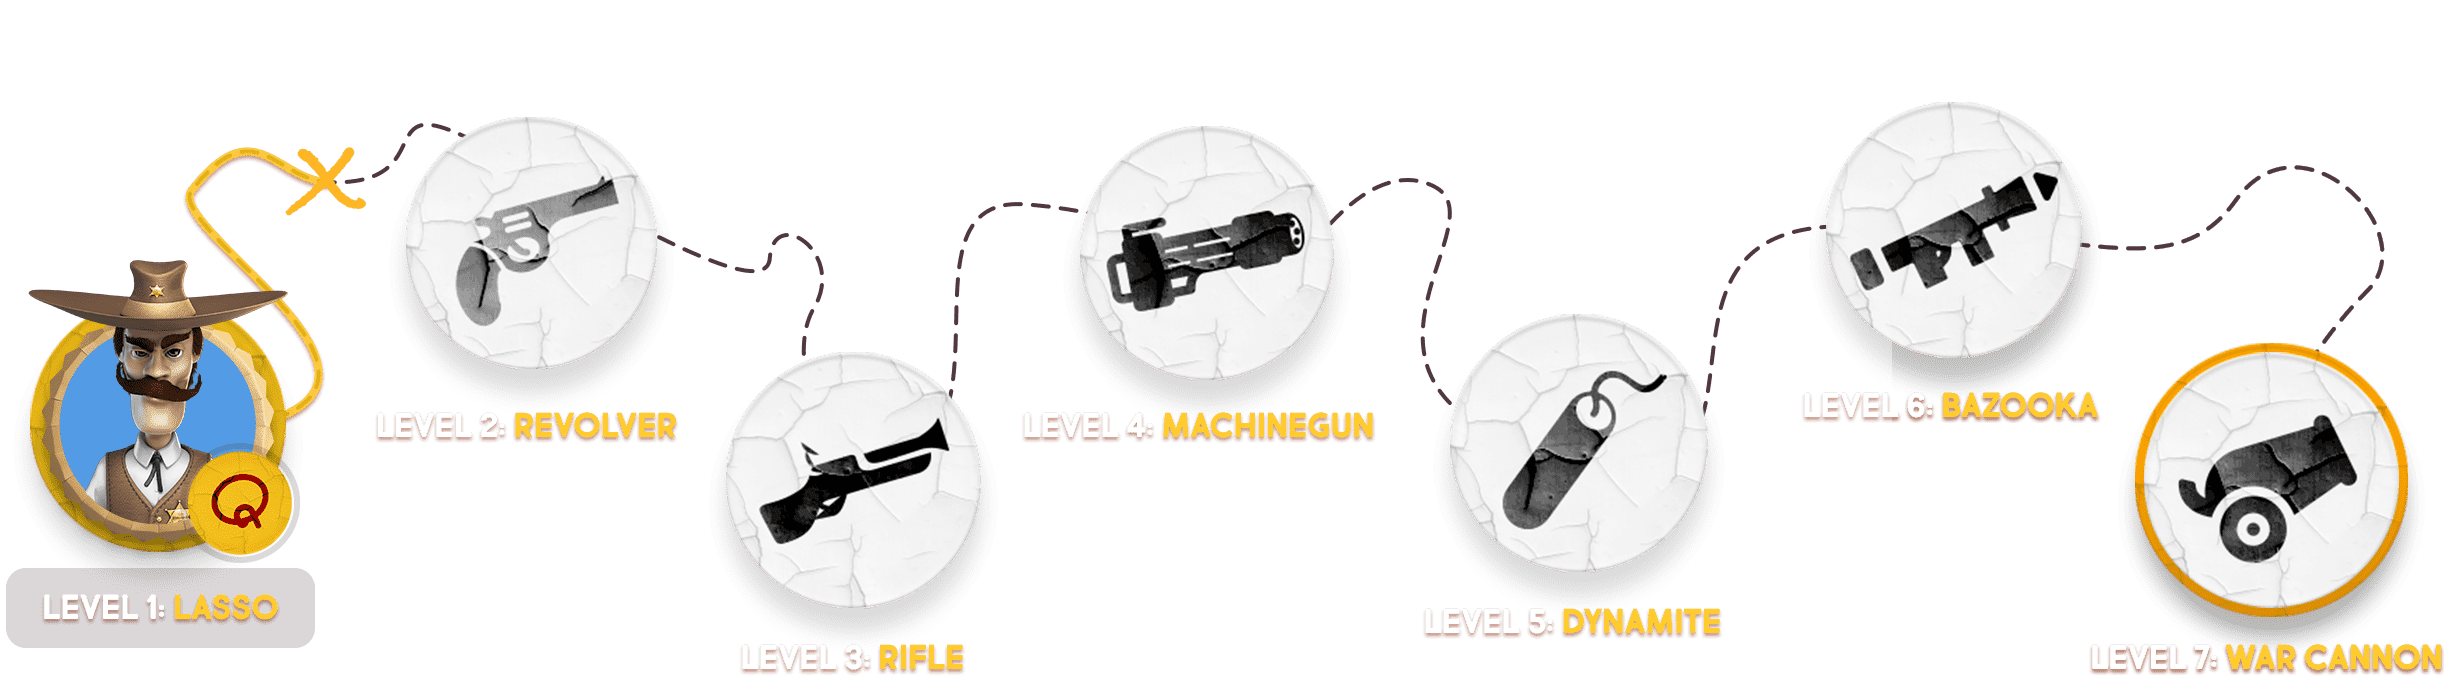 LEVEL 1: LASSO
LEVEL 2: REVOLVER
LEVEL 3: RIFLE
LEVEL 4: MACHINEGUN
LEVEL 5: DYNAMITE
LEVEL 6: BAZOOKA
LEVEL 7: WAR CANNON